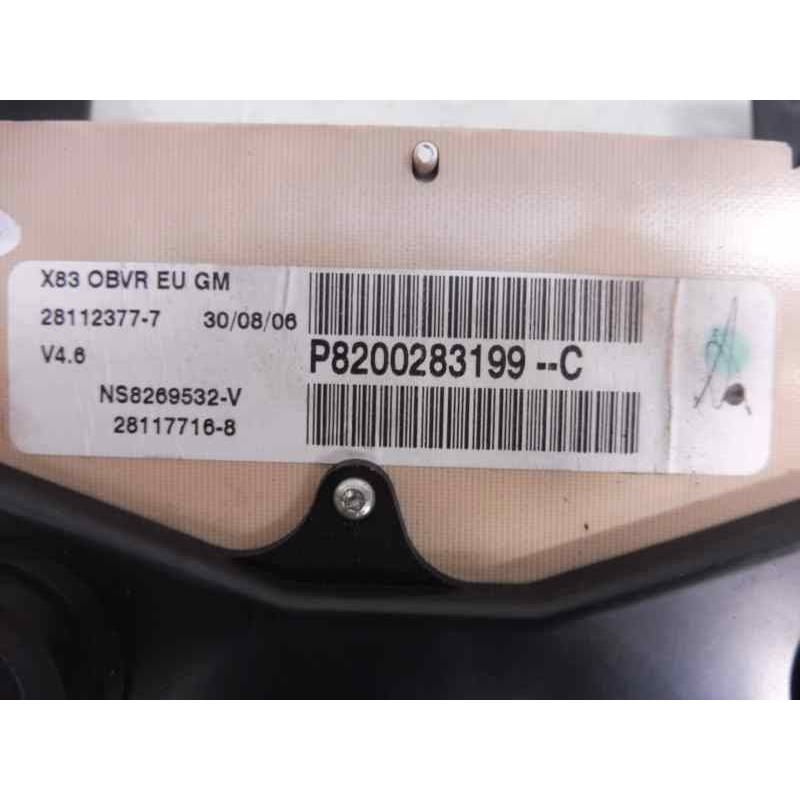 X83 OBVR EU GM
28112377-7 30/08/06
V4.6
P8200283199 --C
NS8269532-V
28117716-8